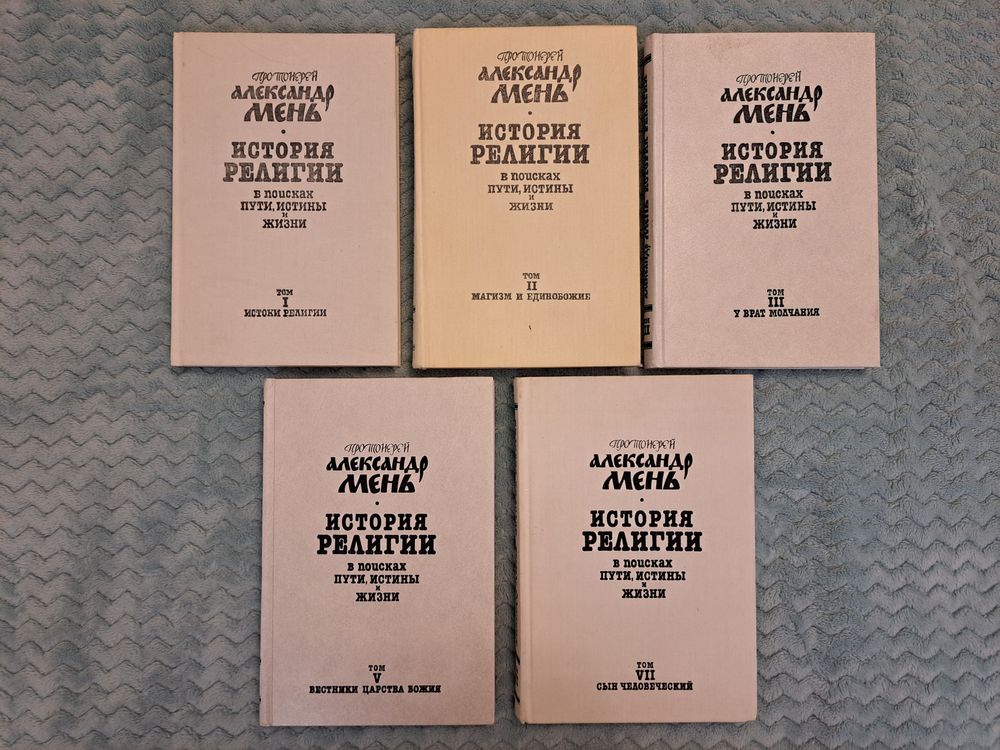 Протоиерей
АЛЕКСАНДР
МЕНЬ
ИСТОРИЯ
РЕЛИГИИ
В ПОИСКАХ
ПУТИ, ИСТИНЫ
И
ЖИЗНИ
ТОМ
I
ИСТОКИ РЕЛИГИИ
Протоиерей
АЛЕКСАНДР
МЕНЬ
ИСТОРИЯ
РЕЛИГИИ
В ПОИСКАХ
ПУТИ, ИСТИНЫ
И
ЖИЗНИ
ТОМ
II
МАГИЗМ И ЕДИНОБОЖИЕ
Протоиерей
АЛЕКСАНДР
МЕНЬ
ИСТОРИЯ
РЕЛИГИИ
В ПОИСКАХ
ПУТИ, ИСТИНЫ
И
ЖИЗНИ
ТОМ
III
У ВРАТ МОЛЧАНИЯ
Протоиерей
АЛЕКСАНДР
МЕНЬ
ИСТОРИЯ
РЕЛИГИИ
В ПОИСКАХ
ПУТИ, ИСТИНЫ
И
ЖИЗНИ
ТОМ
V
ВЕСТНИКИ ЦАРСТВА БОЖИЯ
Протоиерей
АЛЕКСАНДР
МЕНЬ
ИСТОРИЯ
РЕЛИГИИ
В ПОИСКАХ
ПУТИ, ИСТИНЫ
И
ЖИЗНИ
ТОМ
VII
СЫН ЧЕЛОВЕЧЕСКИЙ